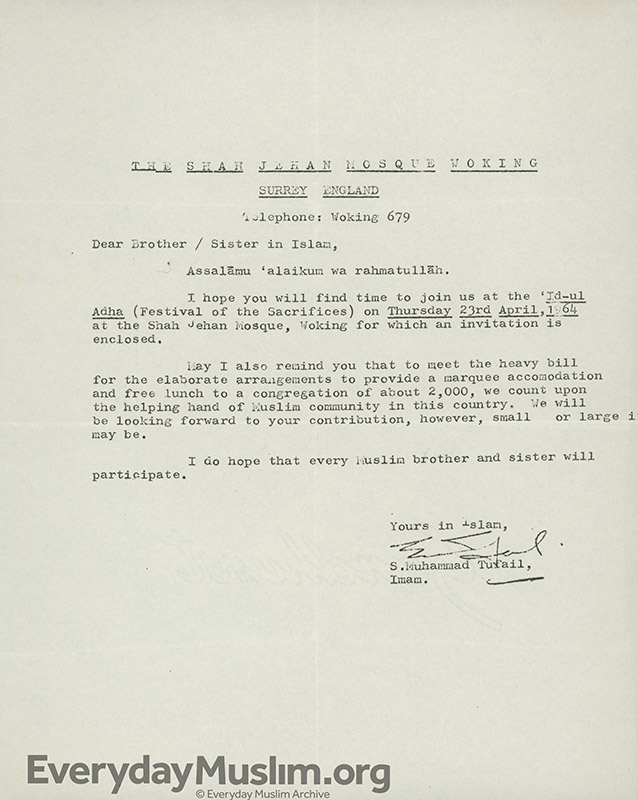 THE SHAH JEHAN MOSQUE WOKING
SURREY ENGLAND
Telephone: Woking 679
Dear Brother / Sister in Islam,
Assalāmu ‘alaikum wa rahmatullāh.
I hope you will find time to join us at the ‘Id-ul
Adha (Festival of the Sacrifices) on Thursday 23rd April, 1964
at the Shah Jehan Mosque, Woking for which an invitation is
enclosed.
May I also remind you that to meet the heavy bill
for the elaborate arrangements to provide a marquee accomodation
and free lunch to a congregation of about 2,000, we count upon
the helping hand of Muslim community in this country. We will
be looking forward to your contribution, however, small or large i
may be.
I do hope that every Muslim brother and sister will
participate.
Yours in Islam,
S.Muhammad Tufail,
Imam.
EverydayMuslim.org
© Everyday Muslim Archive